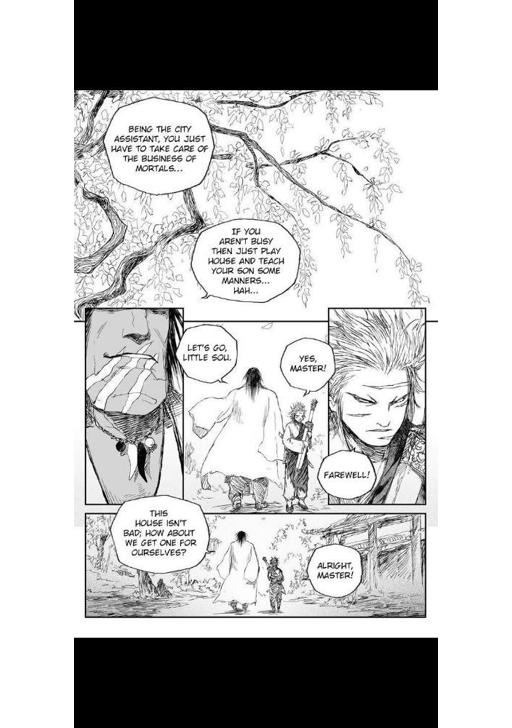 BEING THE CITY
ASSISTANT, YOU JUST
HAVE TO TAKE CARE OF
THE BUSINESS OF
MORTALS...
IF YOU
AREN'T BUSY
THEN JUST PLAY
HOUSE AND TEACH
YOUR SON SOME
MANNERS...
HAH...
LET'S GO,
LITTLE SOU.
YES,
MASTER!
FAREWELL!
THIS
HOUSE ISN'T
BAD; HOW ABOUT
WE GET ONE FOR
OURSELVES?
ALRIGHT,
MASTER!